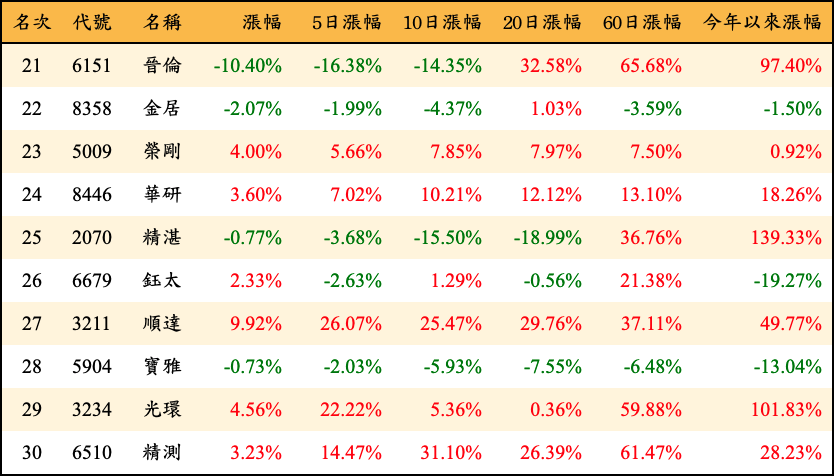 名次 代號 名稱 漲幅 5日漲幅 10日漲幅 20日漲幅 60日漲幅 今年以來漲幅
21 6151 晉倫 -10.40% -16.38% -14.35% 32.58% 65.68% 97.40%
22 8358 金居 -2.07% -1.99% -4.37% 1.03% -3.59% -1.50%
23 5009 榮剛 4.00% 5.66% 7.85% 7.97% 7.50% 0.92%
24 8446 華研 3.60% 7.02% 10.21% 12.12% 13.10% 18.26%
25 2070 精湛 -0.77% -3.68% -15.50% -18.99% 36.76% 139.33%
26 6679 鈺太 2.33% -2.63% 1.29% -0.56% 21.38% -19.27%
27 3211 順達 9.92% 26.07% 25.47% 29.76% 37.11% 49.77%
28 5904 寶雅 -0.73% -2.03% -5.93% -7.55% -6.48% -13.04%
29 3234 光環 4.56% 22.22% 5.36% 0.36% 59.88% 101.83%
30 6510 精測 3.23% 14.47% 31.10% 26.39% 61.47% 28.23%